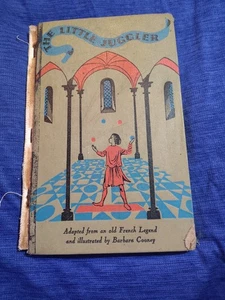 THE LITTLE JUGGLER
Adapted from an old French Legend
and illustrated by Barbara Cooney